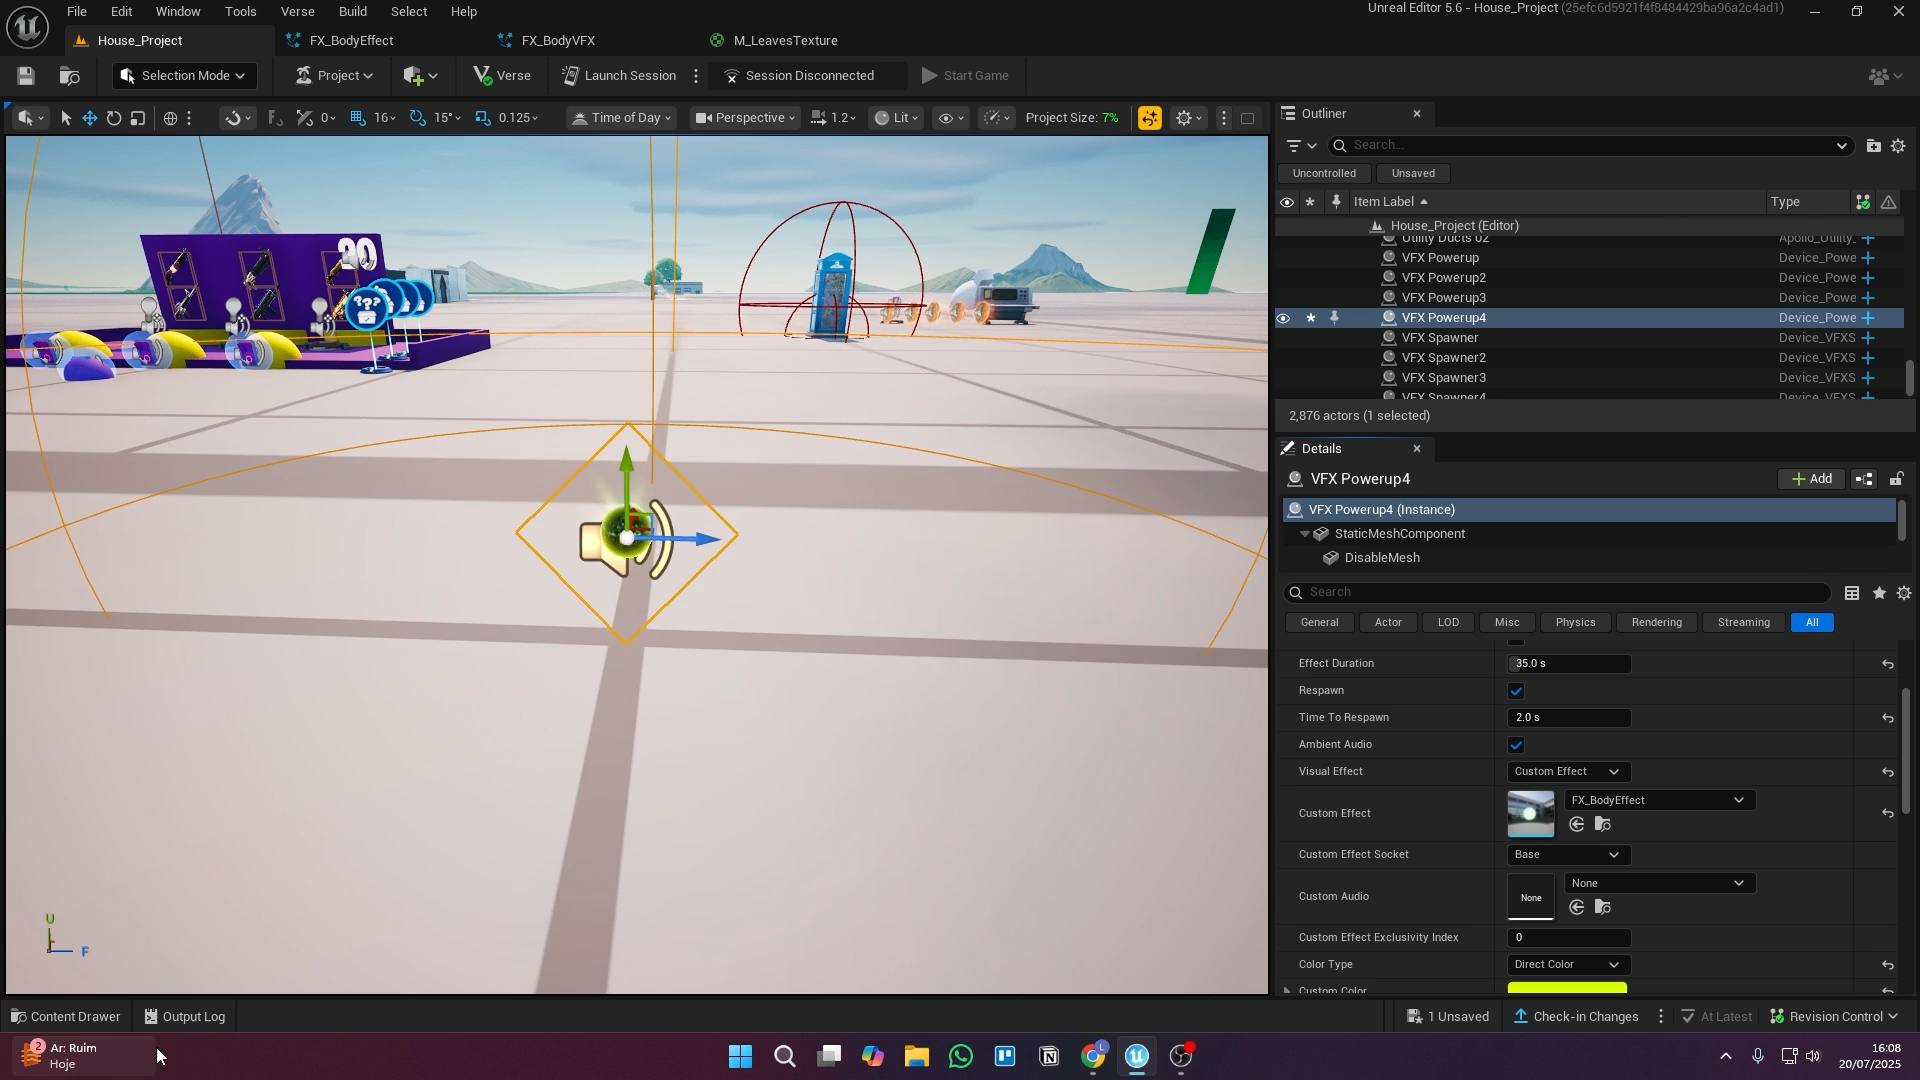 File Edit Window Tools Verse Build Select Help
Unreal Editor 5.6 - House_Project (25efc6d5921f4f8484429ba96a2c4ad1)
House_Project FX_BodyEffect FX_BodyVFX M_LeavesTexture
Selection Mode Project Verse Launch Session Session Disconnected Start Game
0 16 15° 0.125 Time of Day Perspective 1.2 Lit Project Size: 7%
Outliner
Search...
Uncontrolled Unsaved
Item Label Type
House_Project (Editor)
Utility Ducts 02 Apollo_Utility_
VFX Powerup Device_Powe
VFX Powerup2 Device_Powe
VFX Powerup3 Device_Powe
VFX Powerup4 Device_Powe
VFX Spawner Device_VFXS
VFX Spawner2 Device_VFXS
VFX Spawner3 Device_VFXS
VFX Spawner4 Device_VFXS
2,876 actors (1 selected)
Details
VFX Powerup4 Add
VFX Powerup4 (Instance)
StaticMeshComponent
DisableMesh
Search
General Actor LOD Misc Physics Rendering Streaming All
Effect Duration 35.0 s
Respawn
Time To Respawn 2.0 s
Ambient Audio
Visual Effect Custom Effect
Custom Effect FX_BodyEffect
Custom Effect Socket Base
Custom Audio None None
Custom Effect Exclusivity Index 0
Color Type Direct Color
Custom Color
???
U
F
Content Drawer Output Log 1 Unsaved Check-in Changes At Latest Revision Control
2 Ar: Ruim
Hoje
L
16:08
20/07/2025